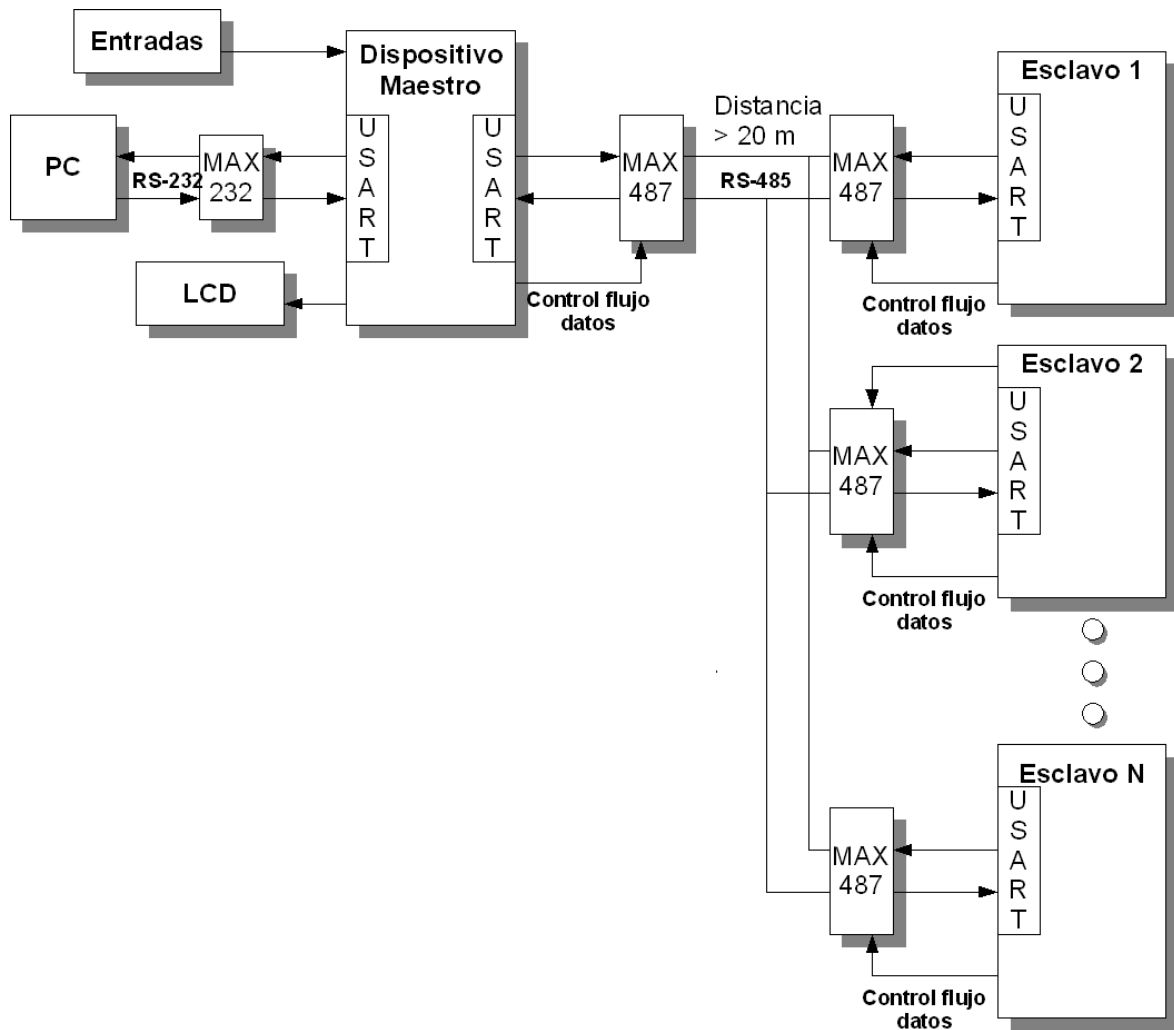 Entradas
Dispositivo
Maestro
U
S
A
R
T
U
S
A
R
T
PC
RS-232
MAX
232
LCD
MAX
487
Control flujo
datos
Distancia
> 20 m
RS-485
MAX
487
Esclavo 1
U
S
A
R
T
Control flujo
datos
Esclavo 2
U
S
A
R
T
MAX
487
Control flujo
datos
Esclavo N
U
S
A
R
T
MAX
487
Control flujo
datos